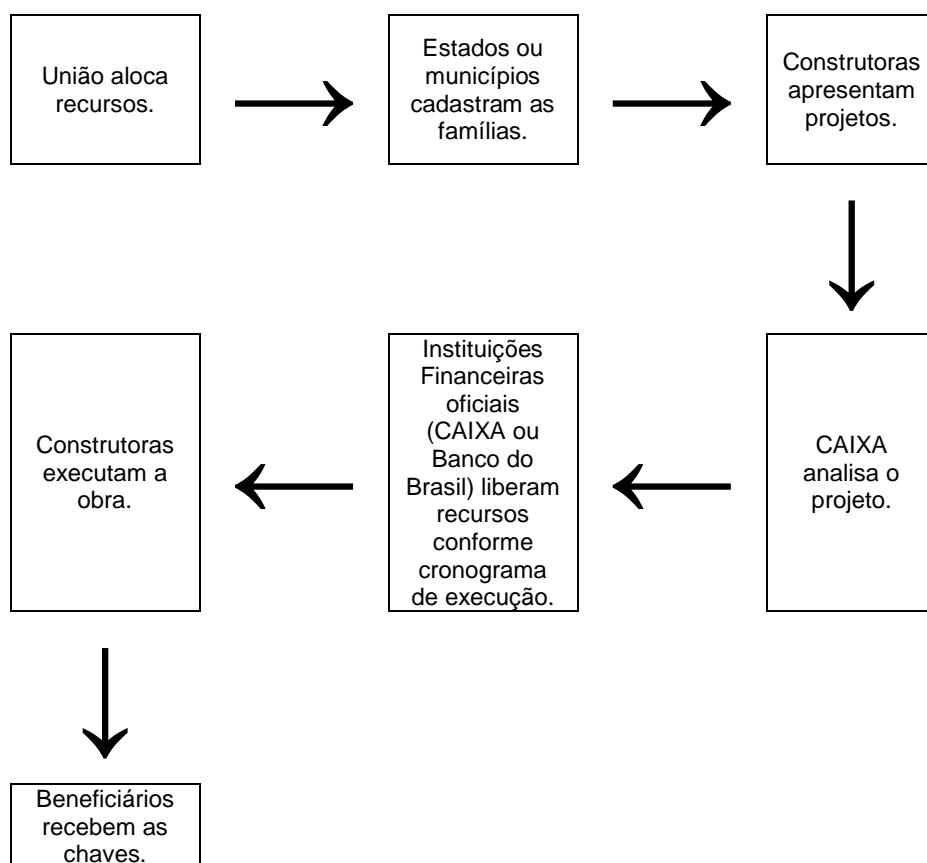 União aloca
recursos.
Estados ou
municípios
cadastram as
famílias.
Construtoras
apresentam
projetos.
CAIXA
analisa o
projeto.
Instituições
Financeiras
oficiais
(CAIXA ou
Banco do
Brasil) liberam
recursos
conforme
cronograma
de execução.
Construtoras
executam a
obra.
Beneficiários
recebem as
chaves.